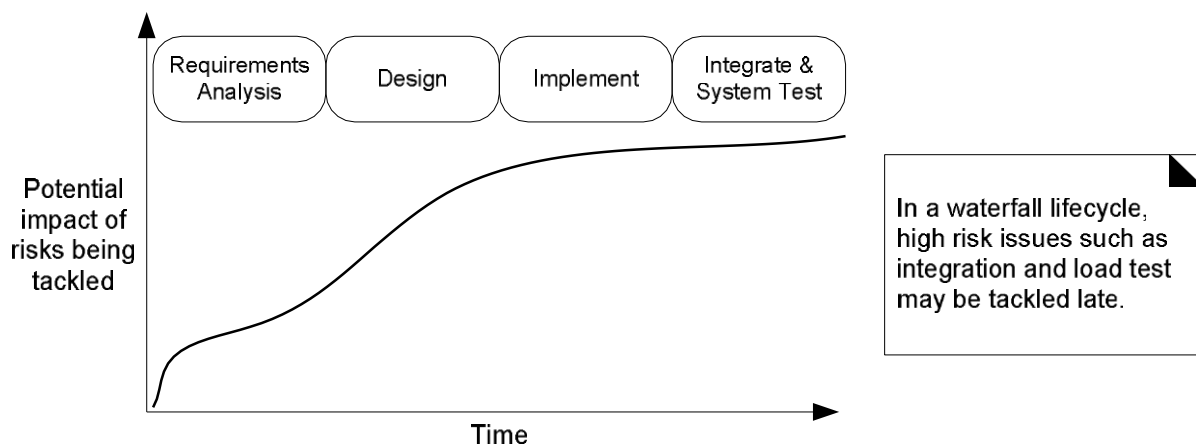 Requirements
Analysis
Design
Implement
Integrate &
System Test
Potential
impact of
risks being
tackled
In a waterfall lifecycle,
high risk issues such as
integration and load test
may be tackled late.
Time